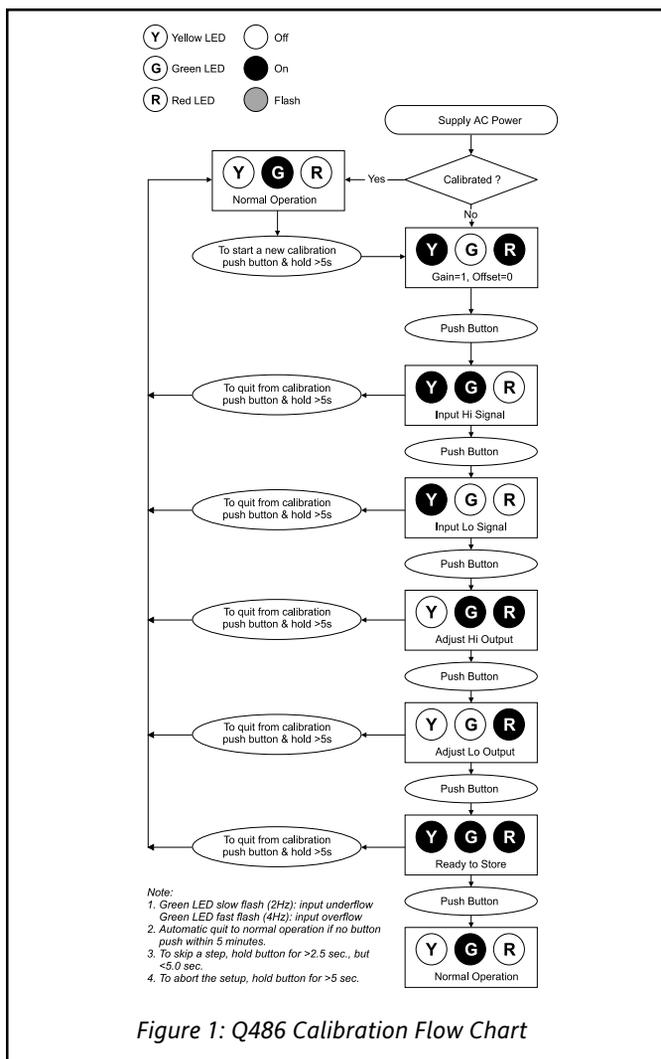 Y Yellow LED Off
G Green LED On
R Red LED Flash
Supply AC Power
Calibrated ?
Yes
No
Y G R
Normal Operation
To start a new calibration
push button & hold >5s
Y G R
Gain=1, Offset=0
Push Button
Y G R
Input Hi Signal
To quit from calibration
push button & hold >5s
Push Button
Y G R
Input Lo Signal
To quit from calibration
push button & hold >5s
Push Button
Y G R
Adjust Hi Output
To quit from calibration
push button & hold >5s
Push Button
Y G R
Adjust Lo Output
To quit from calibration
push button & hold >5s
Push Button
Y G R
Ready to Store
To quit from calibration
push button & hold >5s
Push Button
Y G R
Normal Operation
Note:
1. Green LED slow flash (2Hz): input underflow
Green LED fast flash (4Hz): input overflow
2. Automatic quit to normal operation if no button
push within 5 minutes.
3. To skip a step, hold button for >2.5 sec., but
<5.0 sec.
4. To abort the setup, hold button for >5 sec.
Figure 1: Q486 Calibration Flow Chart